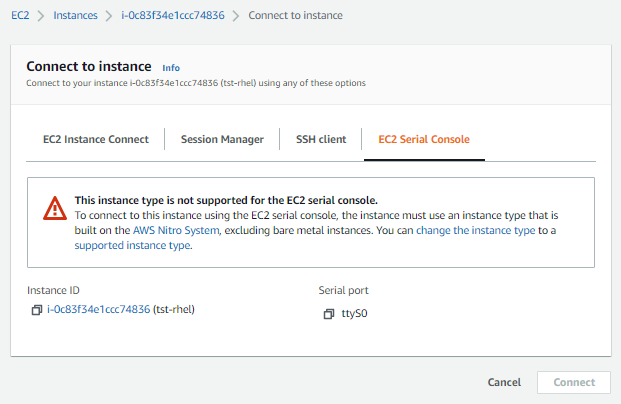 EC2 > Instances > i-0c83f34e1ccc74836 > Connect to instance
Connect to instance Info
Connect to your instance i-0c83f34e1ccc74836 (tst-rhel) using any of these options
EC2 Instance Connect Session Manager SSH client EC2 Serial Console
This instance type is not supported for the EC2 serial console.
To connect to this instance using the EC2 serial console, the instance must use an instance type that is
built on the AWS Nitro System, excluding bare metal instances. You can change the instance type to a
supported instance type.
Instance ID Serial port
i-0c83f34e1ccc74836 (tst-rhel) ttyS0
Cancel Connect